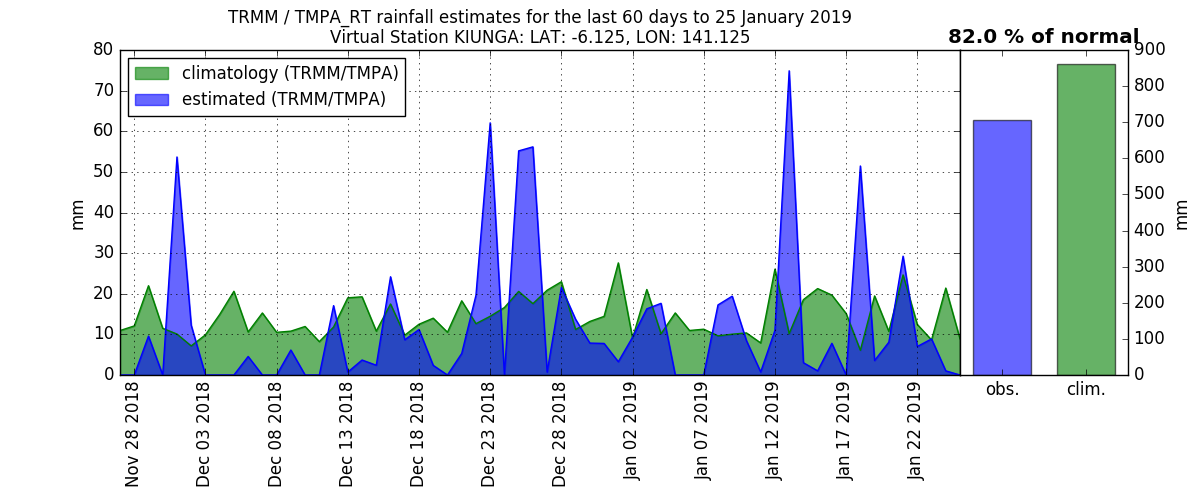 TRMM / TMPA_RT rainfall estimates for the last 60 days to 25 January 2019
Virtual Station KIUNGA: LAT: -6.125, LON: 141.125
82.0 % of normal
climatology (TRMM/TMPA)
estimated (TRMM/TMPA)
mm
80
70
60
50
40
30
20
10
0
Nov 28 2018
Dec 03 2018
Dec 08 2018
Dec 13 2018
Dec 18 2018
Dec 23 2018
Dec 28 2018
Jan 02 2019
Jan 07 2019
Jan 12 2019
Jan 17 2019
Jan 22 2019
obs.
clim.
900
800
700
600
500
400
300
200
100
0
mm